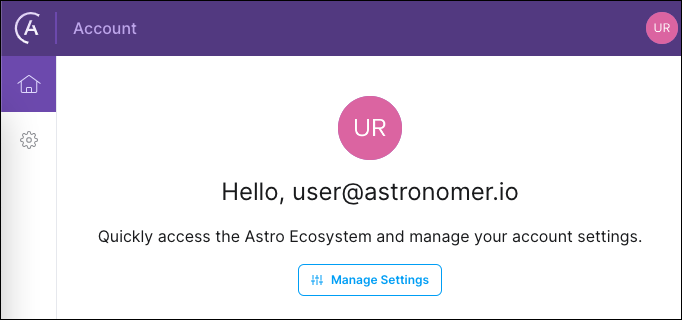 Account
UR
UR
Hello, user@astronomer.io
Quickly access the Astro Ecosystem and manage your account settings.
Manage Settings